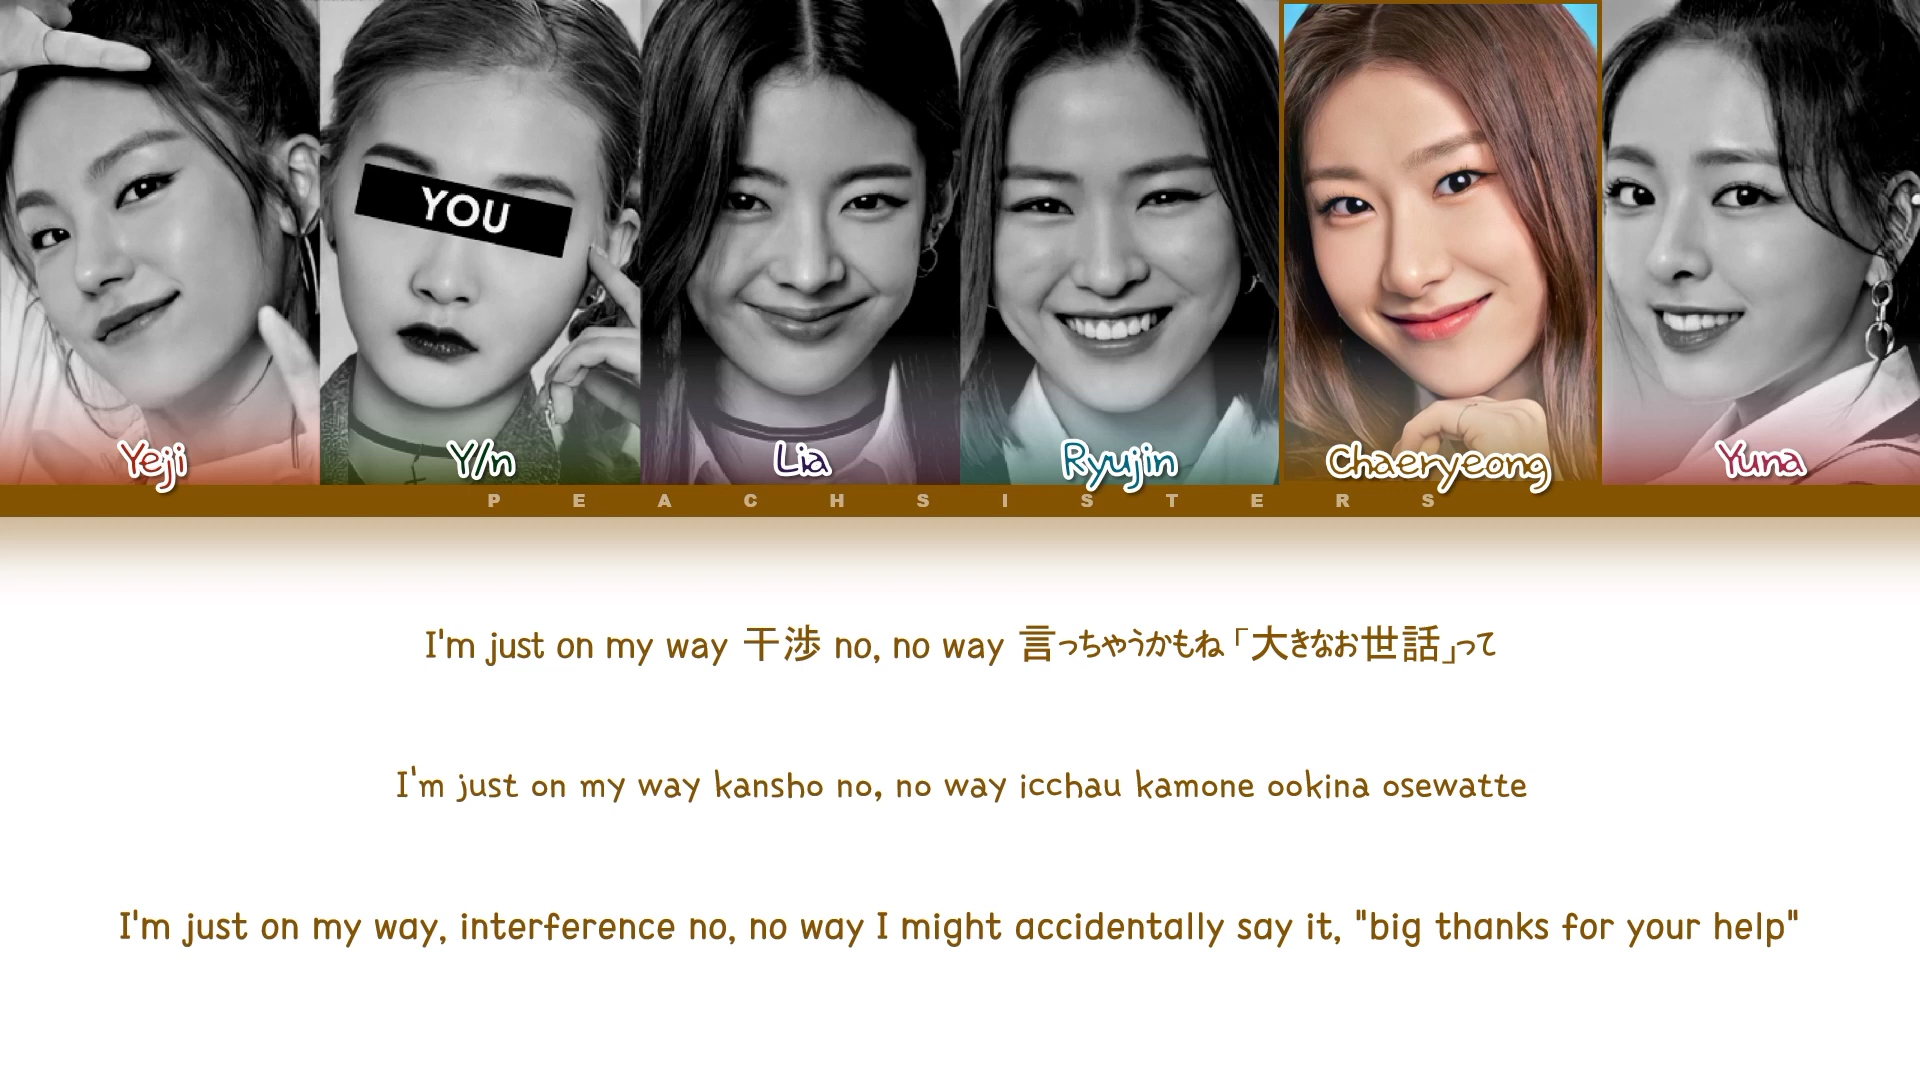 YOU
Yeji
Y/n
Lia
Ryujin
Chaeryeong
Yuna
PEACHSISTERS
I'm just on my way 干渉 no, no way 言っちゃうかもね「大きなお世話」って
I'm just on my way kansho no, no way icchau kamone ookina osewatte
I'm just on my way, interference no, no way I might accidentally say it, "big thanks for your help"